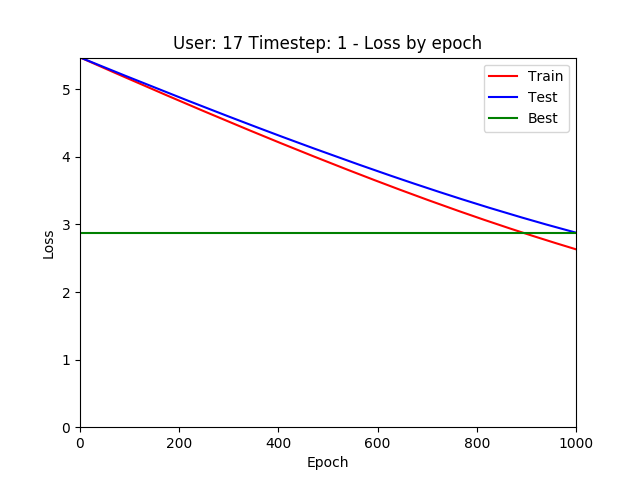 User: 17 Timestep: 1 - Loss by epoch
Train
Test
Best
5
4
3
2
1
0
Loss
0 200 400 600 800 1000
Epoch